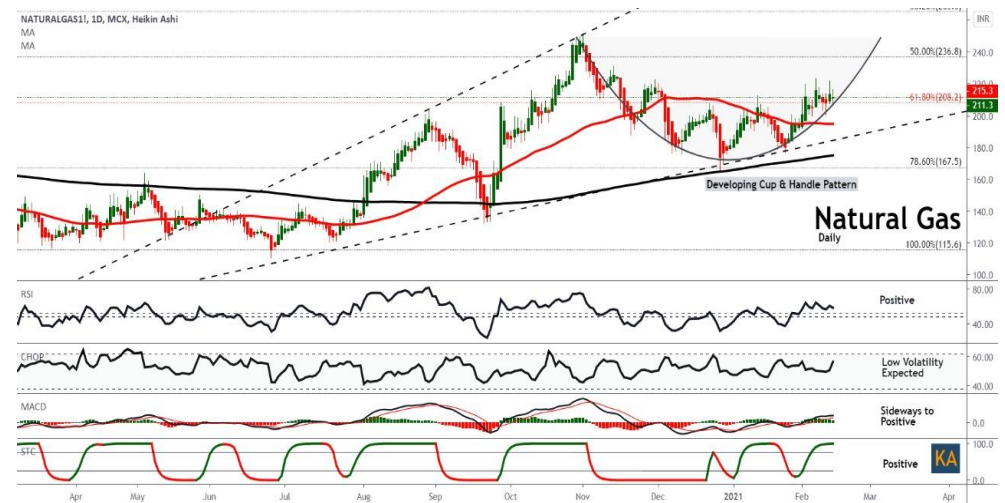 NATURALGAS1!, 1D, MCX, Heikin Ashi
INR
MA
MA
240.0
50.00%(236.8)
220.0
215.3
61.80%(208.2)
211.3
200.0
180.0
78.60%(167.5)
160.0
Developing Cup & Handle Pattern
Natural Gas
Daily
140.0
120.0
100.00%(115.6)
100.0
RSI
80.00
Positive
40.00
CHOP
Low Volatility
Expected
60.00
40.00
MACD
Sideways to
Positive
0.0
STC
100.0
Positive
KA
0.0
Apr
May
Jun
Jul
Aug
Sep
Oct
Nov
Dec
2021
Feb
Mar
Apr